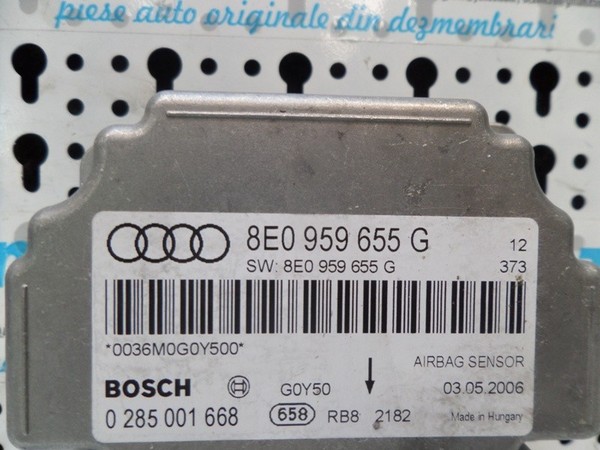 piese auto originale din dezmembrari
8E0 959 655 G 12
SW: 8E0 959 655 G 373
*0036M0G0Y500*
AIRBAG SENSOR
BOSCH G0Y50 03.05.2006
0 285 001 668 658 RB8 2182 Made in Hungary